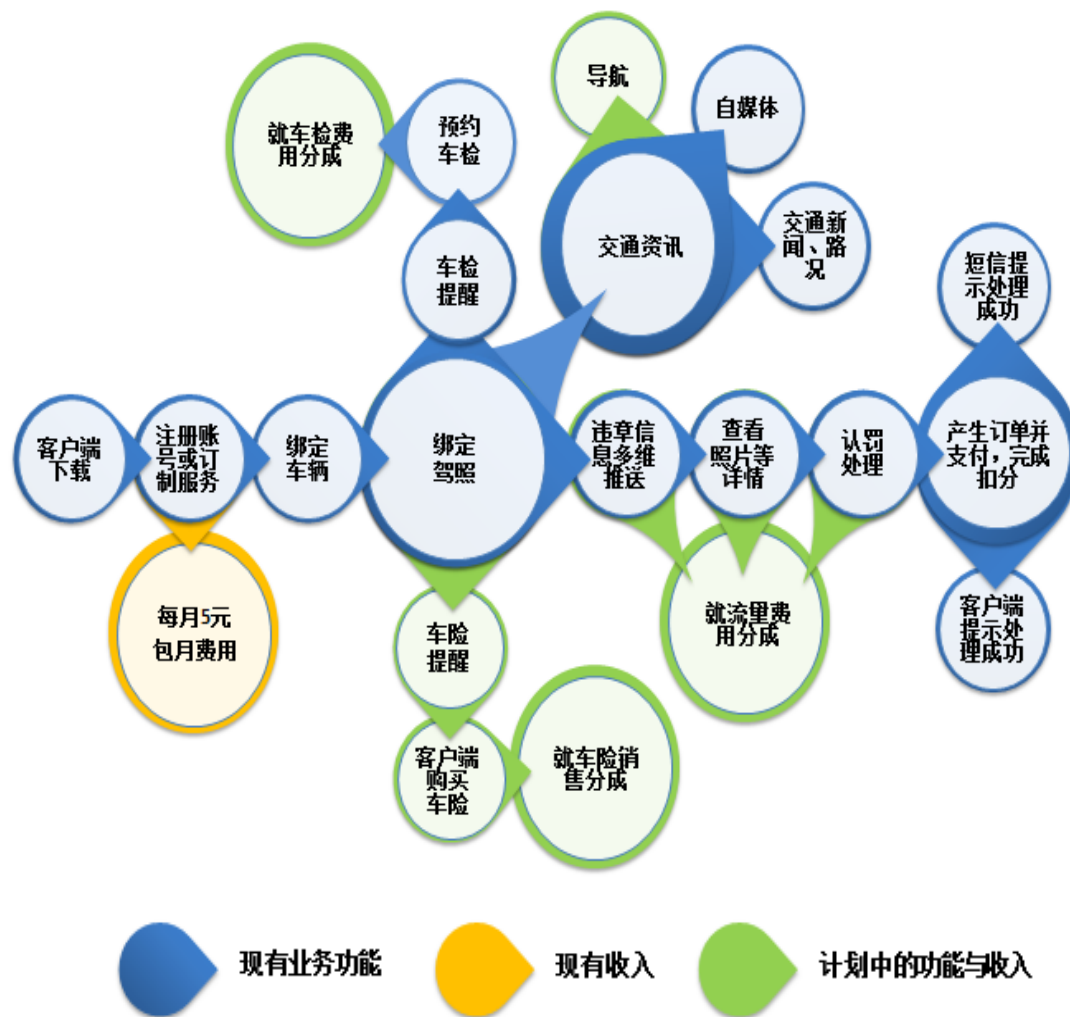 导航
自媒体
就车检费
用分成
预约
车检
交通资讯
交通新
闻、路
况
车检
提醒
短信提
示处理
成功
客户端
下载
注册账
号或订
制服务
绑定
车辆
绑定
驾照
违章信
息多维
推送
查看
照片等
详情
认罚
处理
产生订单并
支付，完成
扣分
每月5元
包月费用
车险
提醒
就流量费
用分成
客户端
提示处
理成功
客户端
购买
车险
就车险销
售分成
现有业务功能
现有收入
计划中的功能与收入